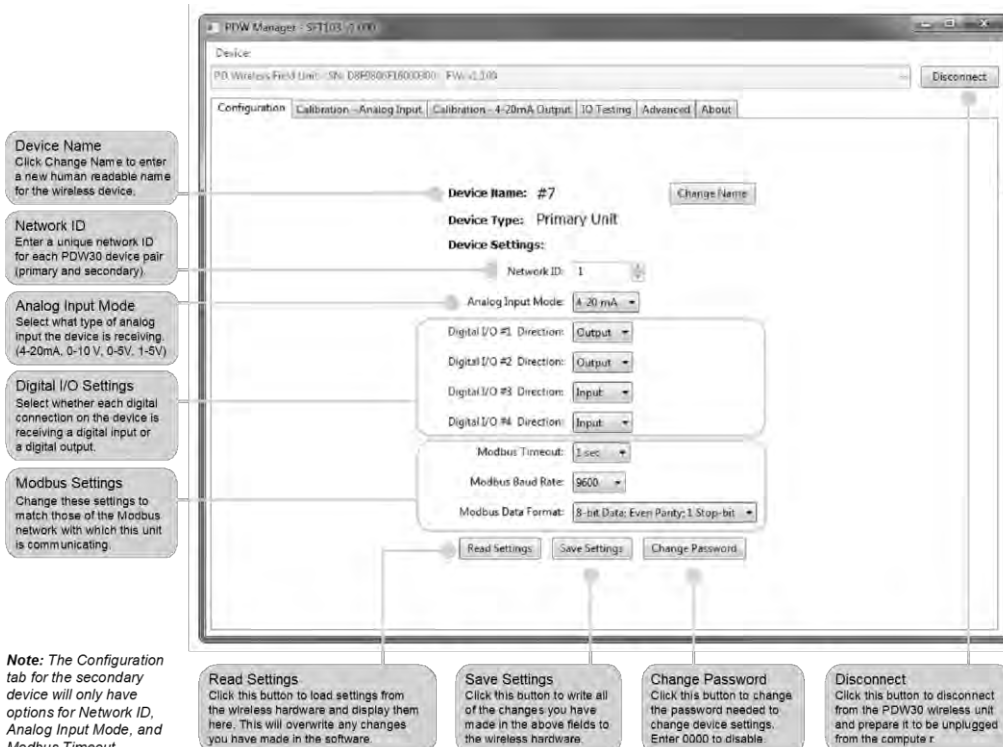 PDW Manager - SFT103 v1.000
Device:
PD Wireless Field Unit - SN: FW: v1.100
Disconnect
Configuration Calibration - Analog Input Calibration - 4-20mA Output IO Testing Advanced About
Device Name
Click Change Name to enter
a new human readable name
for the wireless device.
Device Name: #7 Change Name
Device Type: Primary Unit
Device Settings:
Network ID
Enter a unique network ID
for each PDW30 device pair
(primary and secondary).
Network ID: 1
Analog Input Mode
Select what type of analog
input the device is receiving.
(4-20mA, 0-10 V, 0-5V, 1-5V)
Analog Input Mode: 4-20 mA
Digital I/O Settings
Select whether each digital
connection on the device is
receiving a digital input or
a digital output.
Digital I/O #1 Direction: Output
Digital I/O #2 Direction: Output
Digital I/O #3 Direction: Input
Digital I/O #4 Direction: Input
Modbus Settings
Change these settings to
match those of the Modbus
network with which this unit
is communicating.
Modbus Timeout: 1 sec
Modbus Baud Rate: 9600
Modbus Data Format: 8-bit Data; Even Parity; 1 Stop-bit
Read Settings Save Settings Change Password
Note: The Configuration
tab for the secondary
device will only have
options for Network ID,
Analog Input Mode, and
Modbus Timeout
Read Settings
Click this button to load settings from
the wireless hardware and display them
here. This will overwrite any changes
you have made in the software.
Save Settings
Click this button to write all
of the changes you have
made in the above fields to
the wireless hardware.
Change Password
Click this button to change
the password needed to
change device settings.
Enter 0000 to disable.
Disconnect
Click this button to disconnect
from the PDW30 wireless unit
and prepare it to be unplugged
from the compute r.